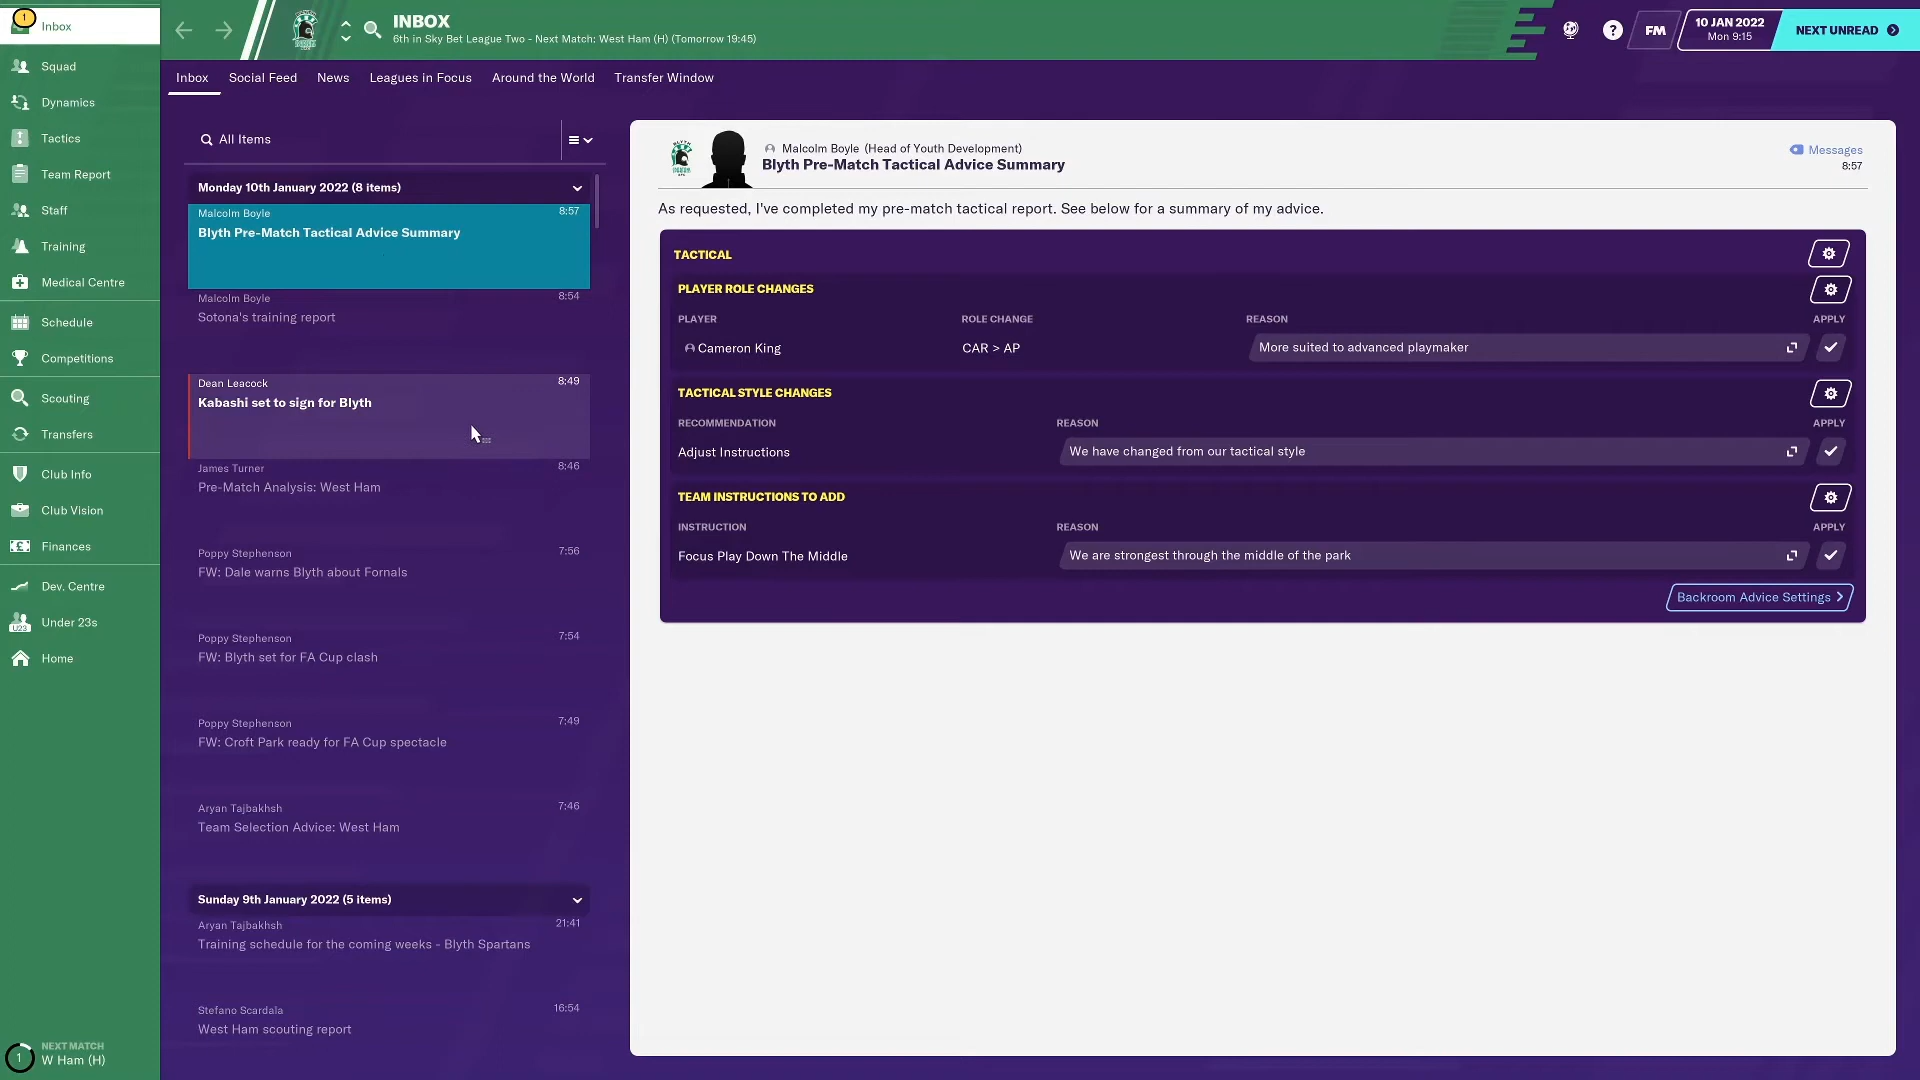 1
Inbox
Squad
Dynamics
Tactics
Team Report
Staff
Training
Medical Centre
Schedule
Competitions
Scouting
Transfers
Club Info
Club Vision
Finances
Dev. Centre
U23
Under 23s
Home
1
NEXT MATCH
W Ham (H)
INBOX
6th in Sky Bet League Two - Next Match: West Ham (H) (Tomorrow 19:45)
?
FM
10 JAN 2022
Mon 9:15
NEXT UNREAD
Inbox Social Feed News Leagues in Focus Around the World Transfer Window
All Items
Monday 10th January 2022 (8 items)
Malcolm Boyle 8:57
Blyth Pre-Match Tactical Advice Summary
Malcolm Boyle 8:54
Sotona's training report
Dean Leacock 8:49
Kabashi set to sign for Blyth
James Turner 8:46
Pre-Match Analysis: West Ham
Poppy Stephenson 7:56
FW: Dale warns Blyth about Fornals
Poppy Stephenson 7:54
FW: Blyth set for FA Cup clash
Poppy Stephenson 7:49
FW: Croft Park ready for FA Cup spectacle
Aryan Tajbakhsh 7:46
Team Selection Advice: West Ham
Sunday 9th January 2022 (5 items)
Aryan Tajbakhsh 21:41
Training schedule for the coming weeks - Blyth Spartans
Stefano Scardala 16:54
West Ham scouting report
Malcolm Boyle (Head of Youth Development)
Blyth Pre-Match Tactical Advice Summary
Messages
8:57
As requested, I've completed my pre-match tactical report. See below for a summary of my advice.
TACTICAL
PLAYER ROLE CHANGES
PLAYER ROLE CHANGE REASON APPLY
Cameron King CAR > AP More suited to advanced playmaker
TACTICAL STYLE CHANGES
RECOMMENDATION REASON APPLY
Adjust Instructions We have changed from our tactical style
TEAM INSTRUCTIONS TO ADD
INSTRUCTION REASON APPLY
Focus Play Down The Middle We are strongest through the middle of the park
Backroom Advice Settings